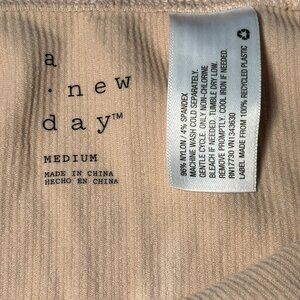 a
· new
day™
MEDIUM
MADE IN CHINA
HECHO EN CHINA
96% NYLON / 4% SPANDEX
MACHINE WASH COLD SEPARATELY.
GENTLE CYCLE. ONLY NON-CHLORINE
BLEACH IF NEEDED. TUMBLE DRY LOW.
REMOVE PROMPTLY. COOL IRON IF NEEDED.
RN17730 VN1343630
LABEL MADE FROM 100% RECYCLED PLASTIC